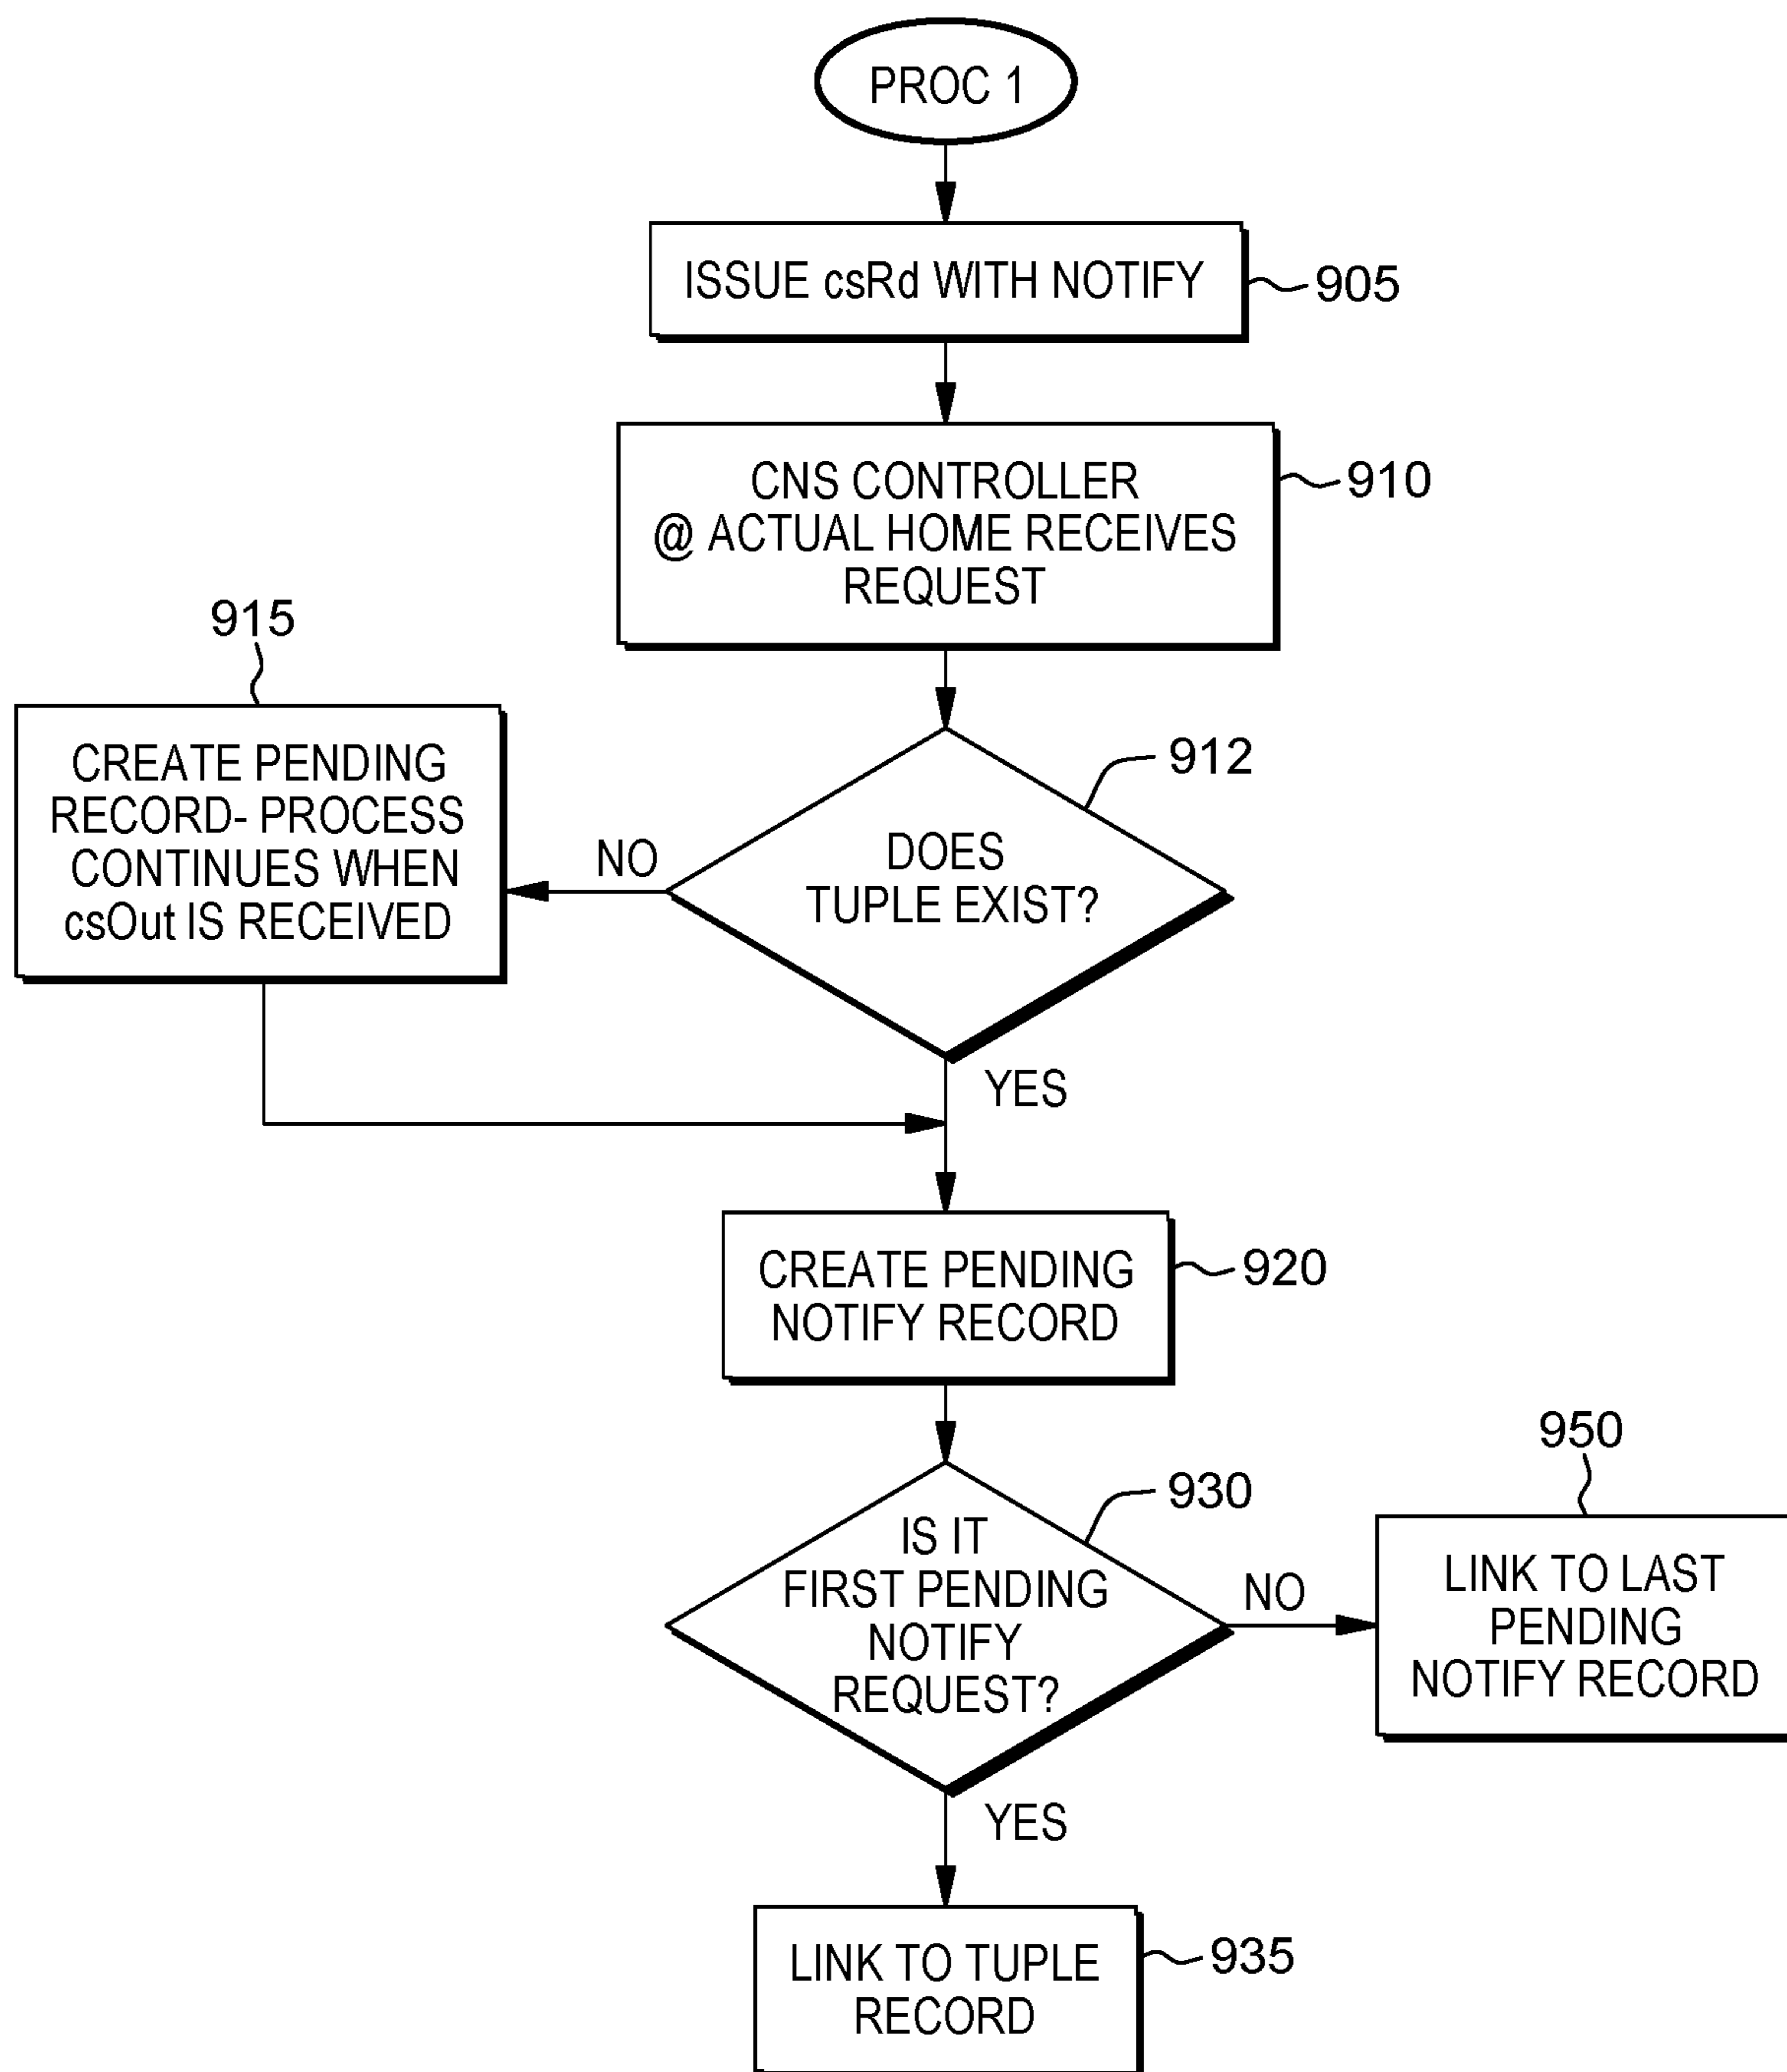 PROC 1
ISSUE csRd WITH NOTIFY
905
CNS CONTROLLER
@ ACTUAL HOME RECEIVES
REQUEST
910
915
CREATE PENDING
RECORD- PROCESS
CONTINUES WHEN
csOut IS RECEIVED
NO
DOES
TUPLE EXIST?
912
YES
CREATE PENDING
NOTIFY RECORD
920
IS IT
FIRST PENDING
NOTIFY
REQUEST?
930
NO
950
LINK TO LAST
PENDING
NOTIFY RECORD
YES
LINK TO TUPLE
RECORD
935